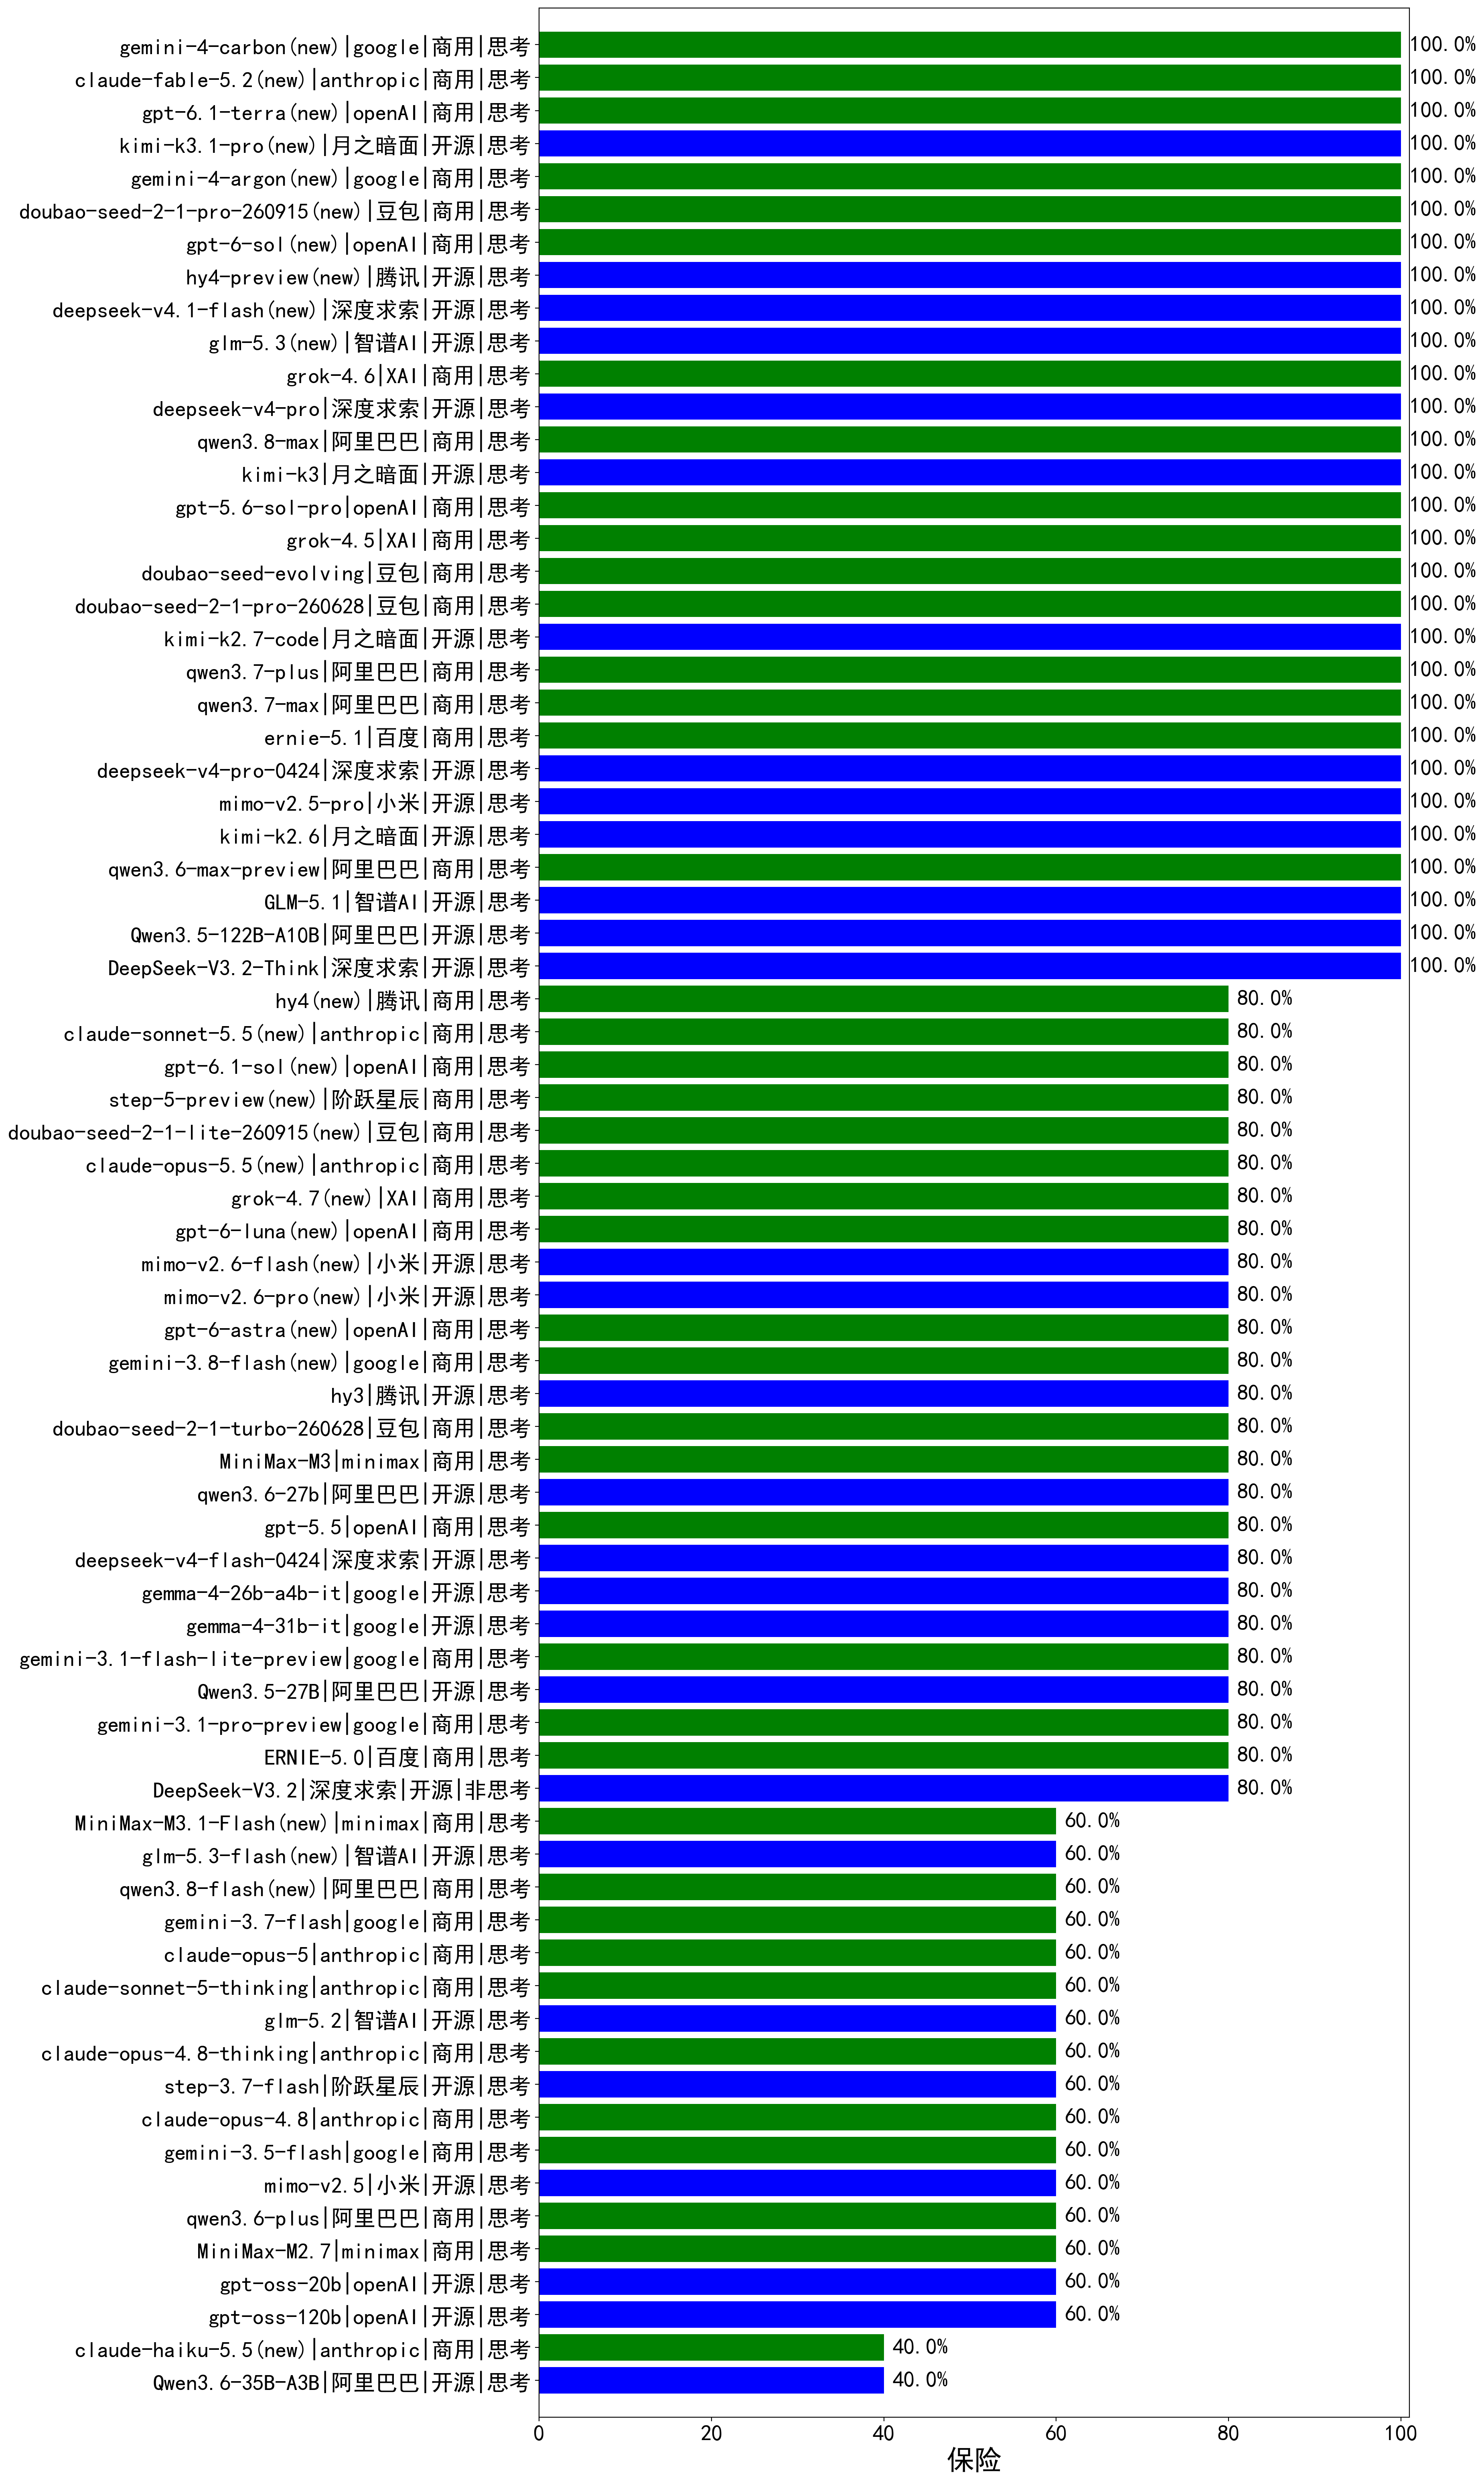 gemini-4-carbon(new)|google|商用|思考 100.0%
claude-fable-5.2(new)|anthropic|商用|思考 100.0%
gpt-6.1-terra(new)|openAI|商用|思考 100.0%
kimi-k3.1-pro(new)|月之暗面|开源|思考 100.0%
gemini-4-argon(new)|google|商用|思考 100.0%
doubao-seed-2-1-pro-260915(new)|豆包|商用|思考 100.0%
gpt-6-sol(new)|openAI|商用|思考 100.0%
hy4-preview(new)|腾讯|开源|思考 100.0%
deepseek-v4.1-flash(new)|深度求索|开源|思考 100.0%
glm-5.3(new)|智谱AI|开源|思考 100.0%
grok-4.6|XAI|商用|思考 100.0%
deepseek-v4-pro|深度求索|开源|思考 100.0%
qwen3.8-max|阿里巴巴|商用|思考 100.0%
kimi-k3|月之暗面|开源|思考 100.0%
gpt-5.6-sol-pro|openAI|商用|思考 100.0%
grok-4.5|XAI|商用|思考 100.0%
doubao-seed-evolving|豆包|商用|思考 100.0%
doubao-seed-2-1-pro-260628|豆包|商用|思考 100.0%
kimi-k2.7-code|月之暗面|开源|思考 100.0%
qwen3.7-plus|阿里巴巴|商用|思考 100.0%
qwen3.7-max|阿里巴巴|商用|思考 100.0%
ernie-5.1|百度|商用|思考 100.0%
deepseek-v4-pro-0424|深度求索|开源|思考 100.0%
mimo-v2.5-pro|小米|开源|思考 100.0%
kimi-k2.6|月之暗面|开源|思考 100.0%
qwen3.6-max-preview|阿里巴巴|商用|思考 100.0%
GLM-5.1|智谱AI|开源|思考 100.0%
Qwen3.5-122B-A10B|阿里巴巴|开源|思考 100.0%
DeepSeek-V3.2-Think|深度求索|开源|思考 100.0%
hy4(new)|腾讯|商用|思考 80.0%
claude-sonnet-5.5(new)|anthropic|商用|思考 80.0%
gpt-6.1-sol(new)|openAI|商用|思考 80.0%
step-5-preview(new)|阶跃星辰|商用|思考 80.0%
doubao-seed-2-1-lite-260915(new)|豆包|商用|思考 80.0%
claude-opus-5.5(new)|anthropic|商用|思考 80.0%
grok-4.7(new)|XAI|商用|思考 80.0%
gpt-6-luna(new)|openAI|商用|思考 80.0%
mimo-v2.6-flash(new)|小米|开源|思考 80.0%
mimo-v2.6-pro(new)|小米|开源|思考 80.0%
gpt-6-astra(new)|openAI|商用|思考 80.0%
gemini-3.8-flash(new)|google|商用|思考 80.0%
hy3|腾讯|开源|思考 80.0%
doubao-seed-2-1-turbo-260628|豆包|商用|思考 80.0%
MiniMax-M3|minimax|商用|思考 80.0%
qwen3.6-27b|阿里巴巴|开源|思考 80.0%
gpt-5.5|openAI|商用|思考 80.0%
deepseek-v4-flash-0424|深度求索|开源|思考 80.0%
gemma-4-26b-a4b-it|google|开源|思考 80.0%
gemma-4-31b-it|google|开源|思考 80.0%
gemini-3.1-flash-lite-preview|google|商用|思考 80.0%
Qwen3.5-27B|阿里巴巴|开源|思考 80.0%
gemini-3.1-pro-preview|google|商用|思考 80.0%
ERNIE-5.0|百度|商用|思考 80.0%
DeepSeek-V3.2|深度求索|开源|非思考 80.0%
MiniMax-M3.1-Flash(new)|minimax|商用|思考 60.0%
glm-5.3-flash(new)|智谱AI|开源|思考 60.0%
qwen3.8-flash(new)|阿里巴巴|商用|思考 60.0%
gemini-3.7-flash|google|商用|思考 60.0%
claude-opus-5|anthropic|商用|思考 60.0%
claude-sonnet-5-thinking|anthropic|商用|思考 60.0%
glm-5.2|智谱AI|开源|思考 60.0%
claude-opus-4.8-thinking|anthropic|商用|思考 60.0%
step-3.7-flash|阶跃星辰|开源|思考 60.0%
claude-opus-4.8|anthropic|商用|思考 60.0%
gemini-3.5-flash|google|商用|思考 60.0%
mimo-v2.5|小米|开源|思考 60.0%
qwen3.6-plus|阿里巴巴|商用|思考 60.0%
MiniMax-M2.7|minimax|商用|思考 60.0%
gpt-oss-20b|openAI|开源|思考 60.0%
gpt-oss-120b|openAI|开源|思考 60.0%
claude-haiku-5.5(new)|anthropic|商用|思考 40.0%
Qwen3.6-35B-A3B|阿里巴巴|开源|思考 40.0%
0 20 40 60 80 100
保险